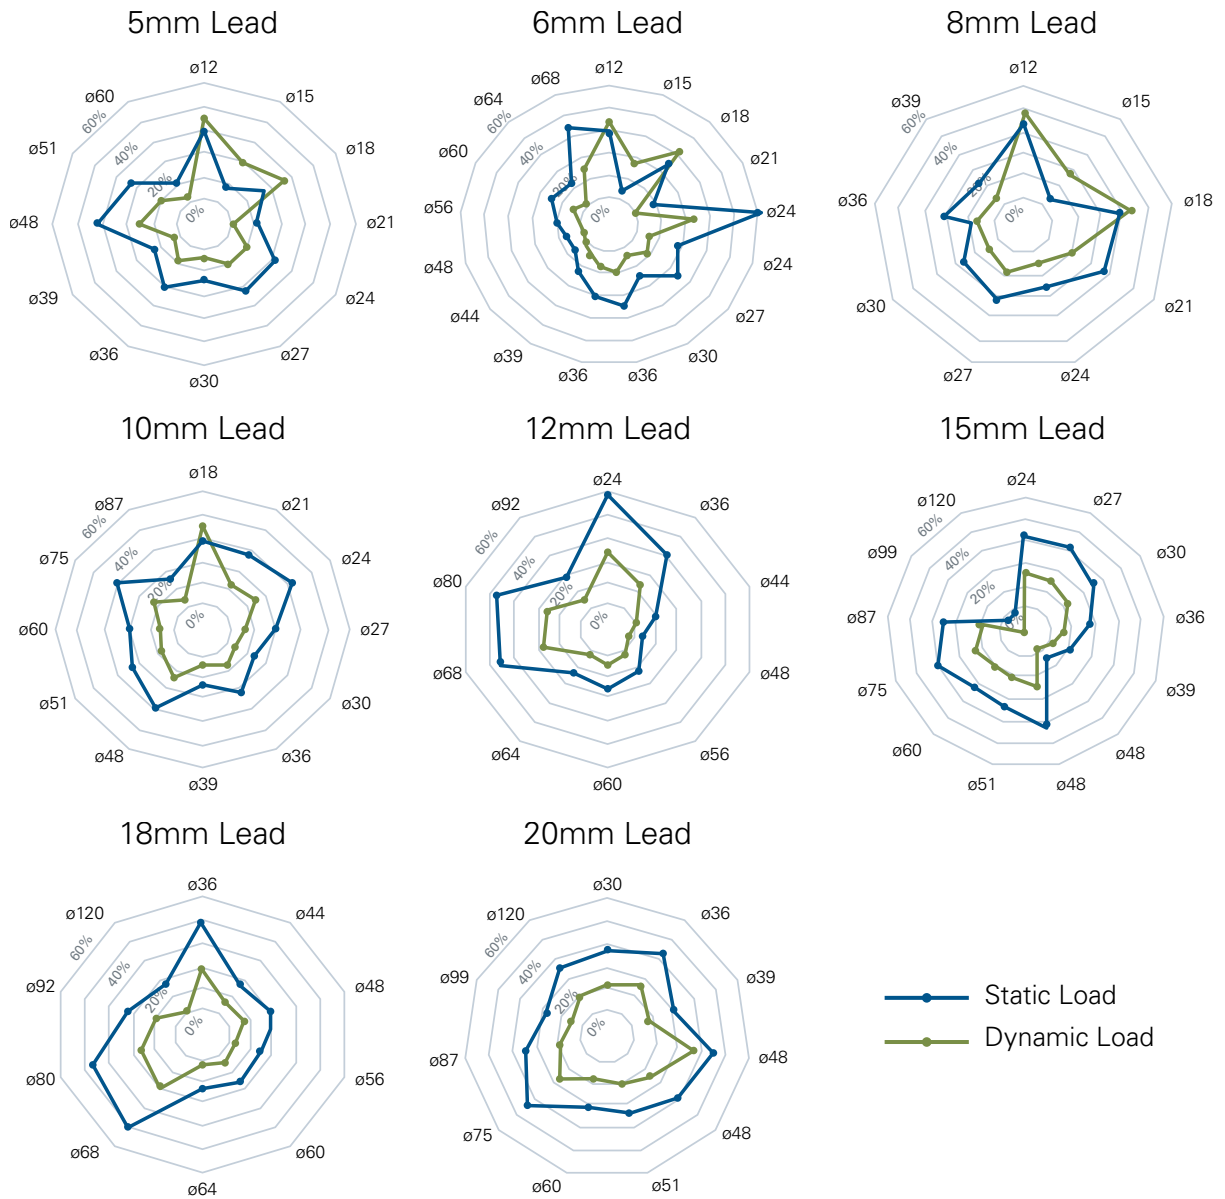 5mm Lead
ø12
ø15
ø18
ø21
ø24
ø27
ø30
ø36
ø39
ø48
ø51
ø60
60%
40%
20%
0%
6mm Lead
ø12
ø15
ø18
ø21
ø24
ø24
ø27
ø30
ø36
ø36
ø39
ø44
ø48
ø56
ø60
ø64
ø68
60%
40%
20%
0%
8mm Lead
ø12
ø15
ø18
ø21
ø24
ø27
ø30
ø36
ø39
60%
40%
20%
0%
10mm Lead
ø18
ø21
ø24
ø27
ø30
ø36
ø39
ø48
ø51
ø60
ø75
ø87
60%
40%
20%
0%
12mm Lead
ø24
ø36
ø44
ø48
ø56
ø60
ø64
ø68
ø80
ø92
60%
40%
20%
0%
15mm Lead
ø24
ø27
ø30
ø36
ø39
ø48
ø48
ø51
ø60
ø75
ø87
ø99
ø120
60%
40%
20%
0%
18mm Lead
ø36
ø44
ø48
ø56
ø60
ø64
ø68
ø80
ø92
ø120
60%
40%
20%
0%
20mm Lead
ø30
ø36
ø39
ø48
ø48
ø51
ø60
ø75
ø87
ø99
ø120
60%
40%
20%
0%
Static Load
Dynamic Load